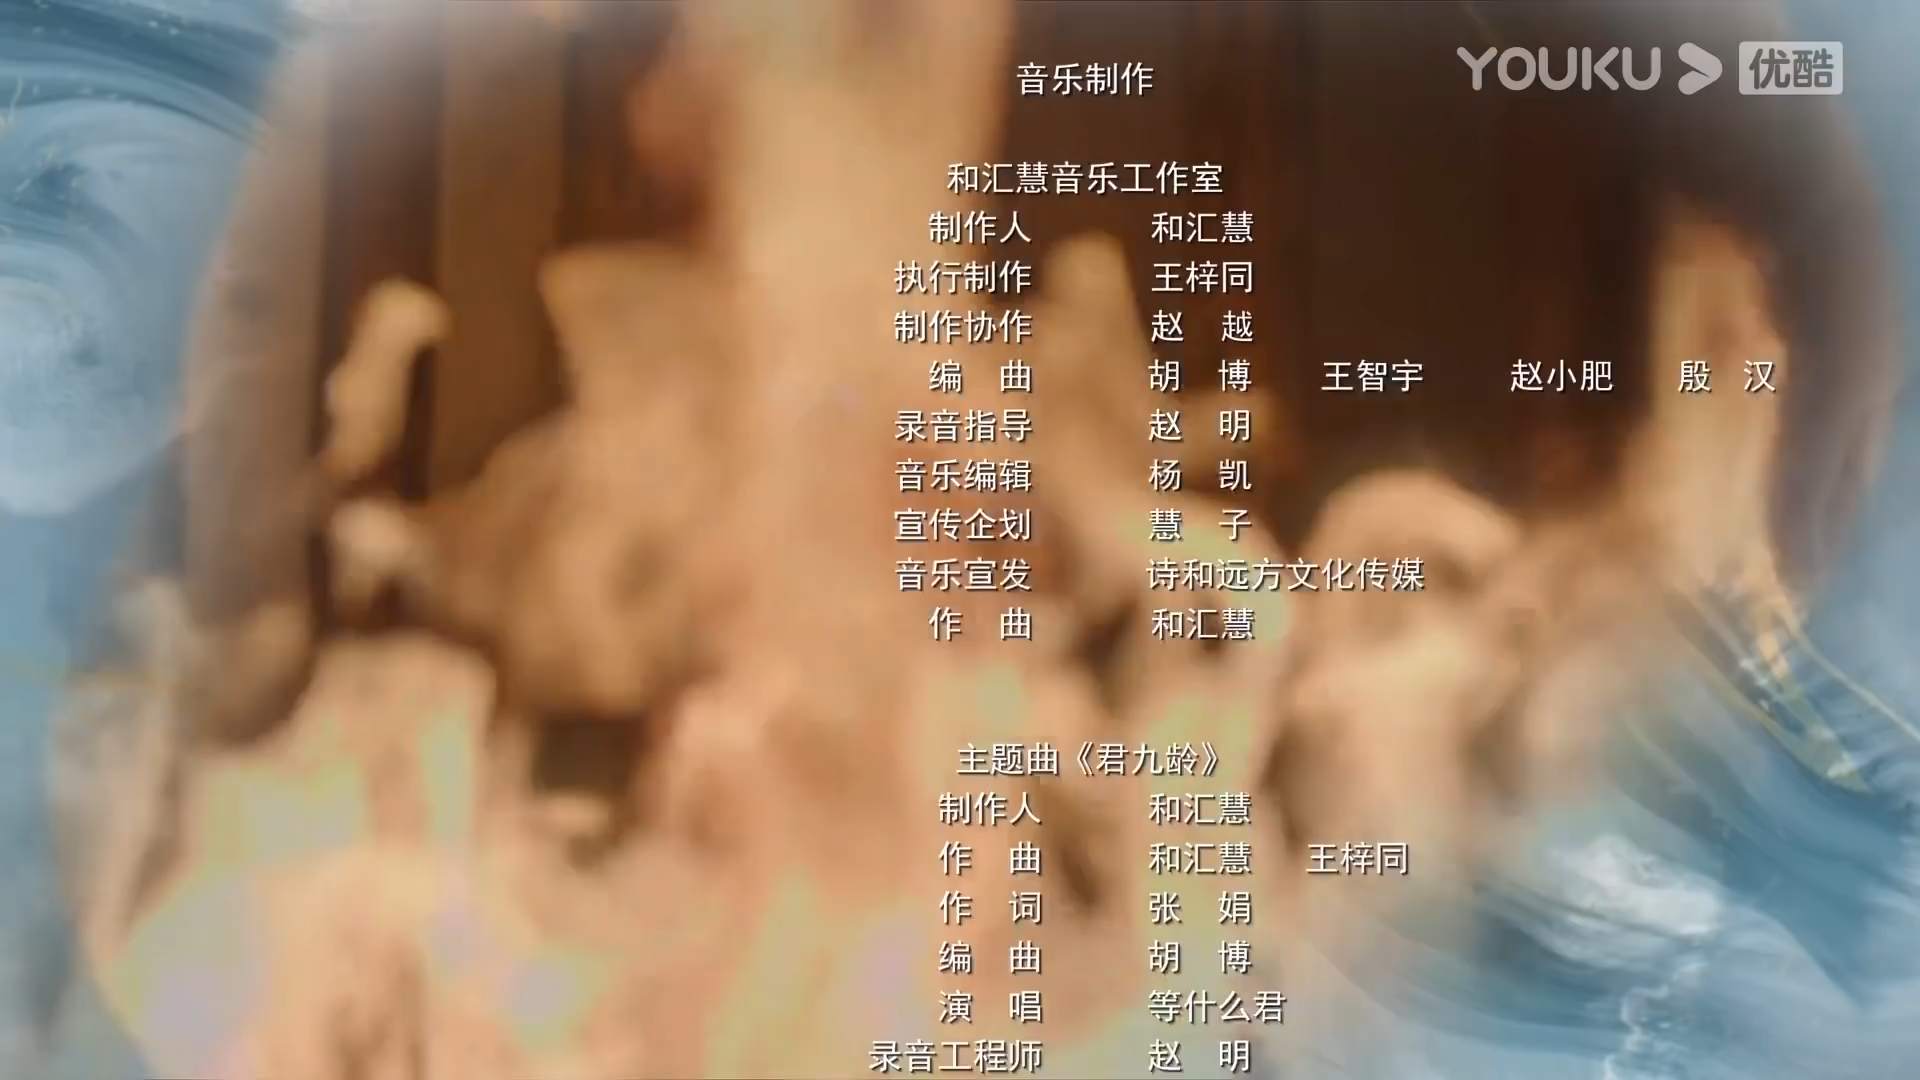 YOUKU 优酷
音乐制作
和汇慧音乐工作室
制作人 和汇慧
执行制作 王梓同
制作协作 赵 越
编 曲 胡 博 王智宇 赵小肥 殷 汉
录音指导 赵 明
音乐编辑 杨 凯
宣传企划 慧 子
音乐宣发 诗和远方文化传媒
作 曲 和汇慧
主题曲《君九龄》
制作人 和汇慧
作 曲 和汇慧 王梓同
作 词 张 娟
编 曲 胡 博
演 唱 等什么君
录音工程师 赵 明